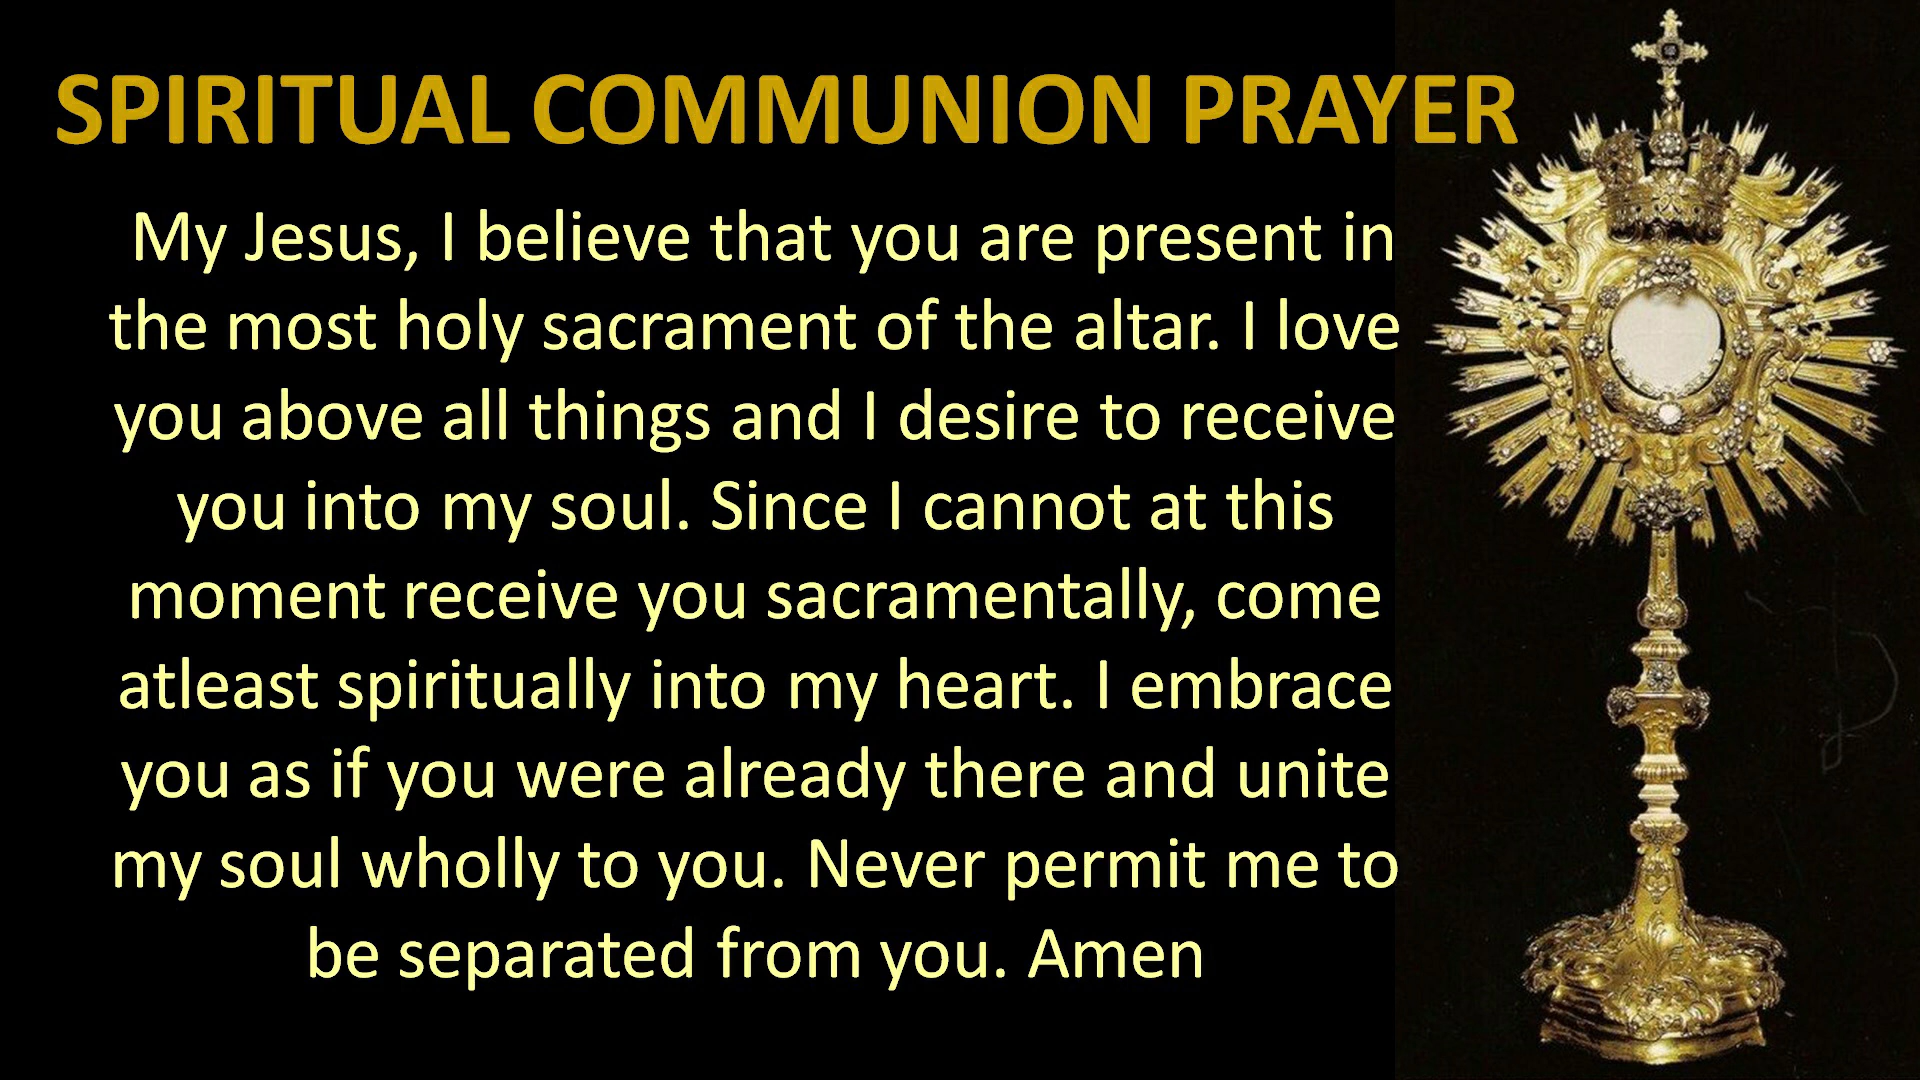 SPIRITUAL COMMUNION PRAYER
My Jesus, I believe that you are present in
the most holy sacrament of the altar. I love
you above all things and I desire to receive
you into my soul. Since I cannot at this
moment receive you sacramentally, come
atleast spiritually into my heart. I embrace
you as if you were already there and unite
my soul wholly to you. Never permit me to
be separated from you. Amen